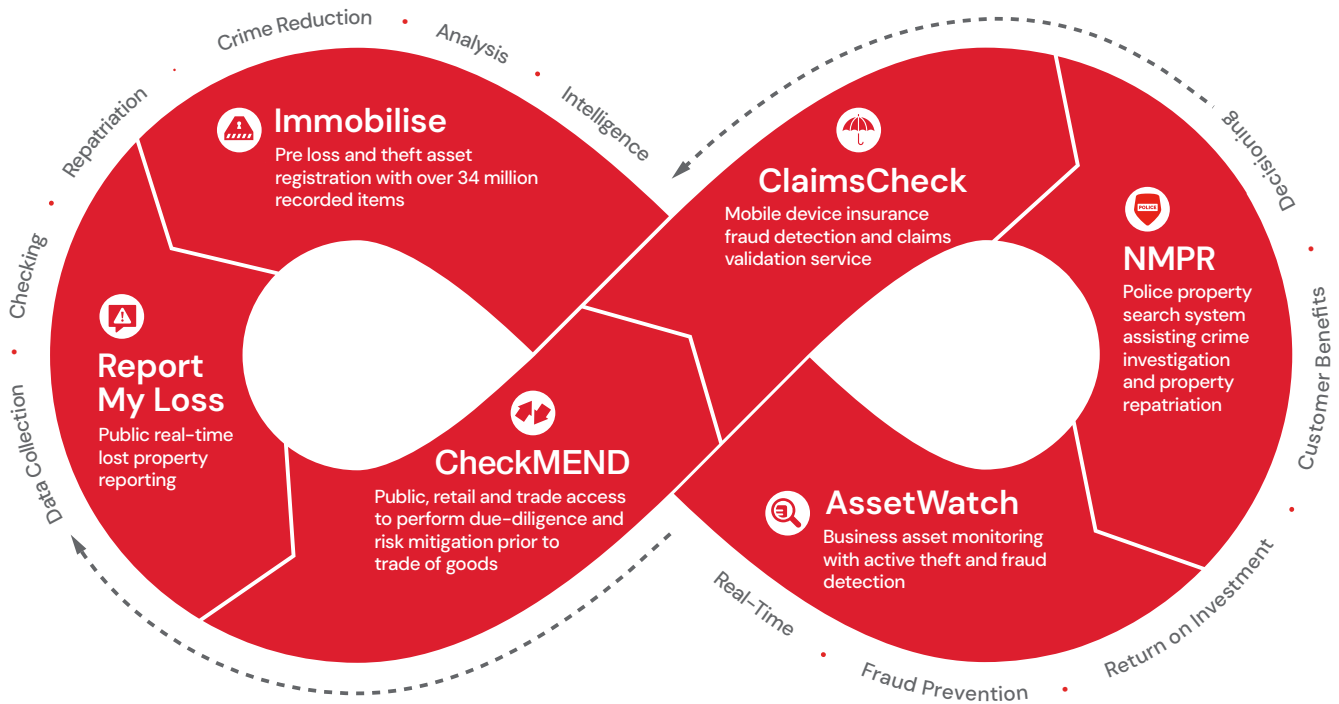 Data Collection • Checking • Repatriation • Crime Reduction • Analysis • Intelligence
Immobilise
Pre loss and theft asset
registration with over 34 million
recorded items
Report
My Loss
Public real-time
lost property
reporting
CheckMEND
Public, retail and trade access
to perform due-diligence and
risk mitigation prior to
trade of goods
ClaimsCheck
Mobile device insurance
fraud detection and claims
validation service
POLICE
NMPR
Police property
search system
assisting crime
investigation
and property
repatriation
AssetWatch
Business asset monitoring
with active theft and fraud
detection
Decisioning • Customer Benefits • Return on Investment • Fraud Prevention • Real-Time